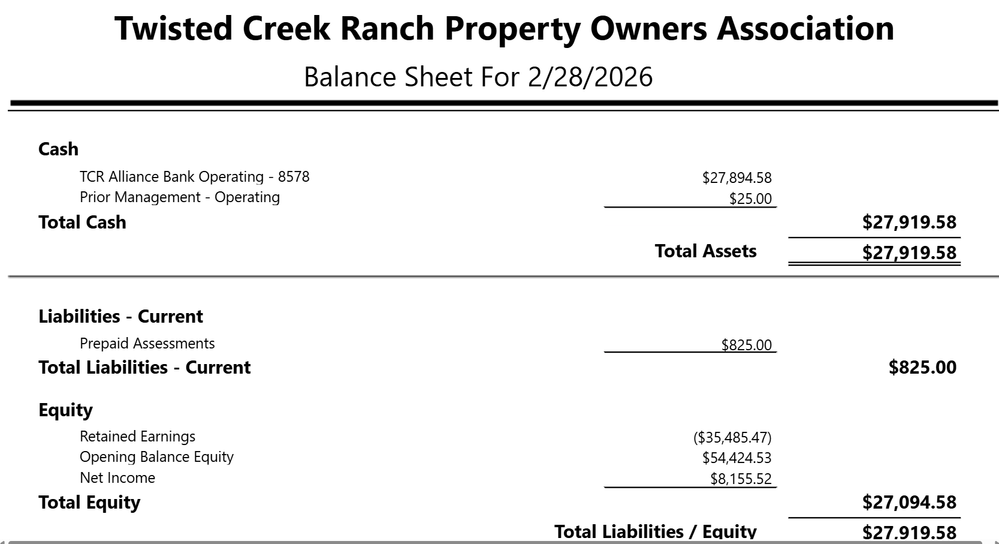 Twisted Creek Ranch Property Owners Association
Balance Sheet For 2/28/2026
Cash
TCR Alliance Bank Operating - 8578 $27,894.58
Prior Management - Operating $25.00
Total Cash $27,919.58
Total Assets $27,919.58
Liabilities - Current
Prepaid Assessments $825.00
Total Liabilities - Current $825.00
Equity
Retained Earnings ($35,485.47)
Opening Balance Equity $54,424.53
Net Income $8,155.52
Total Equity $27,094.58
Total Liabilities / Equity $27,919.58